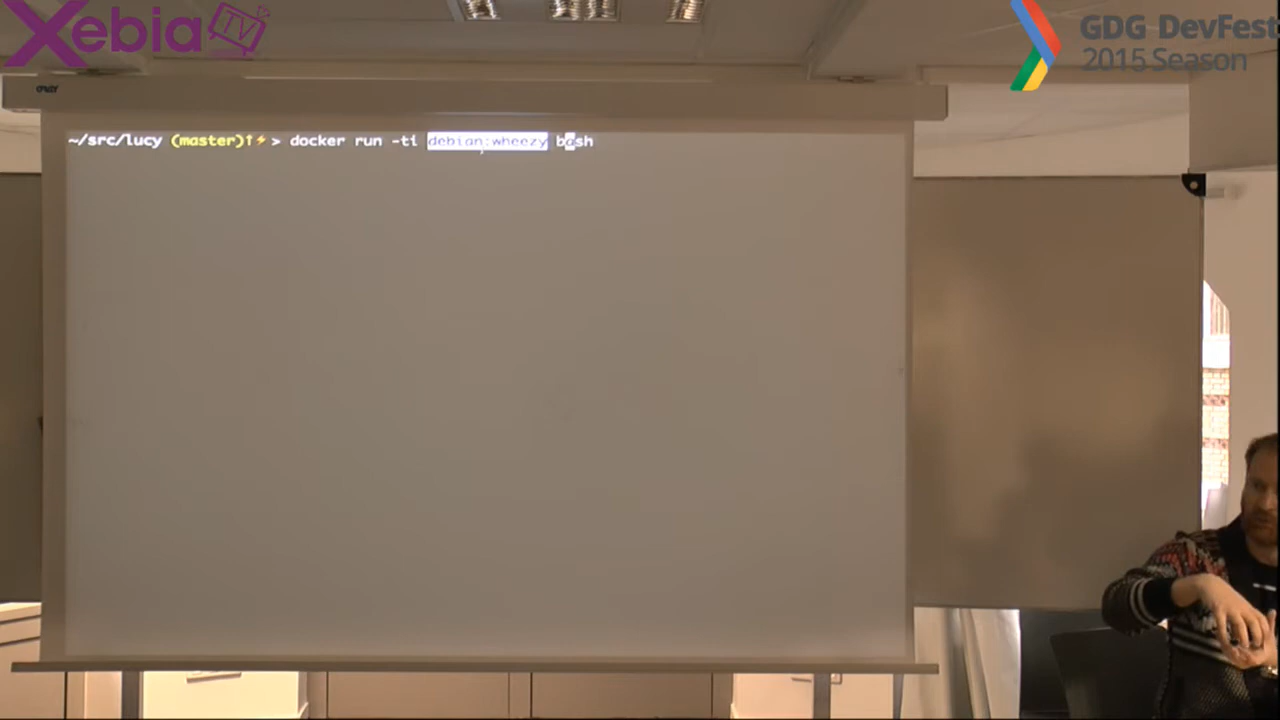 Xebia TV
GDG DevFest
2015 Season
~/src/lucy (master)↑⚡> docker run -ti debian:wheezy bash